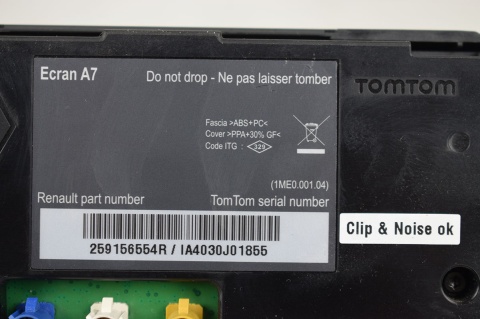 Ecran A7
Do not drop - Ne pas laisser tomber
TOMTOM
Fascia >ABS+PC<
Cover >PPA+30% GF<
Code ITG : 329
(1ME0.001.04)
Renault part number
TomTom serial number
259156554R / IA4030J01855
Clip & Noise ok